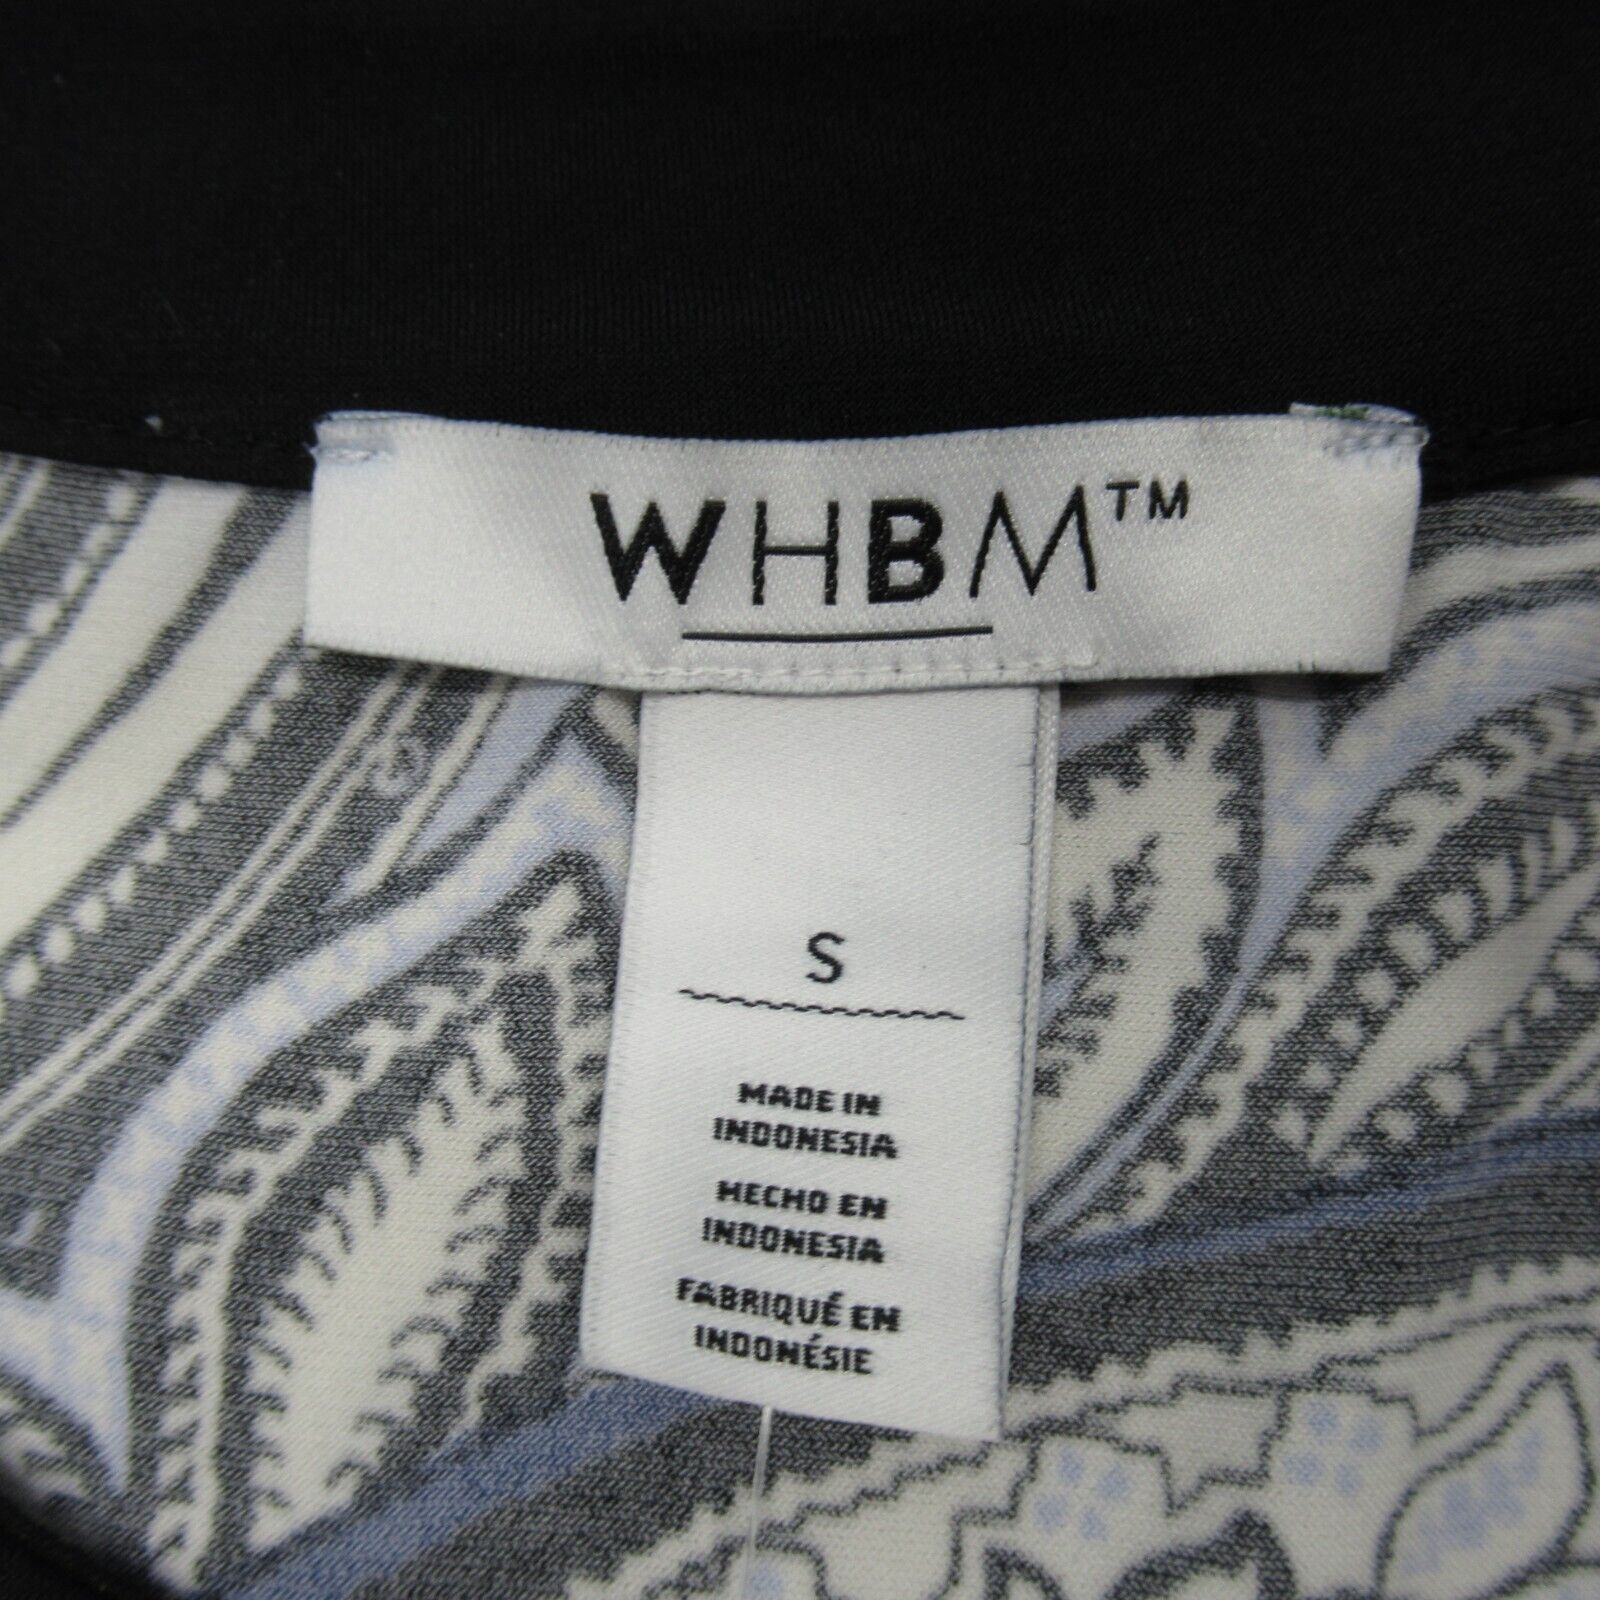 WHBM™
S
MADE IN
INDONESIA
HECHO EN
INDONESIA
FABRIQUÉ EN
INDONÉSIE